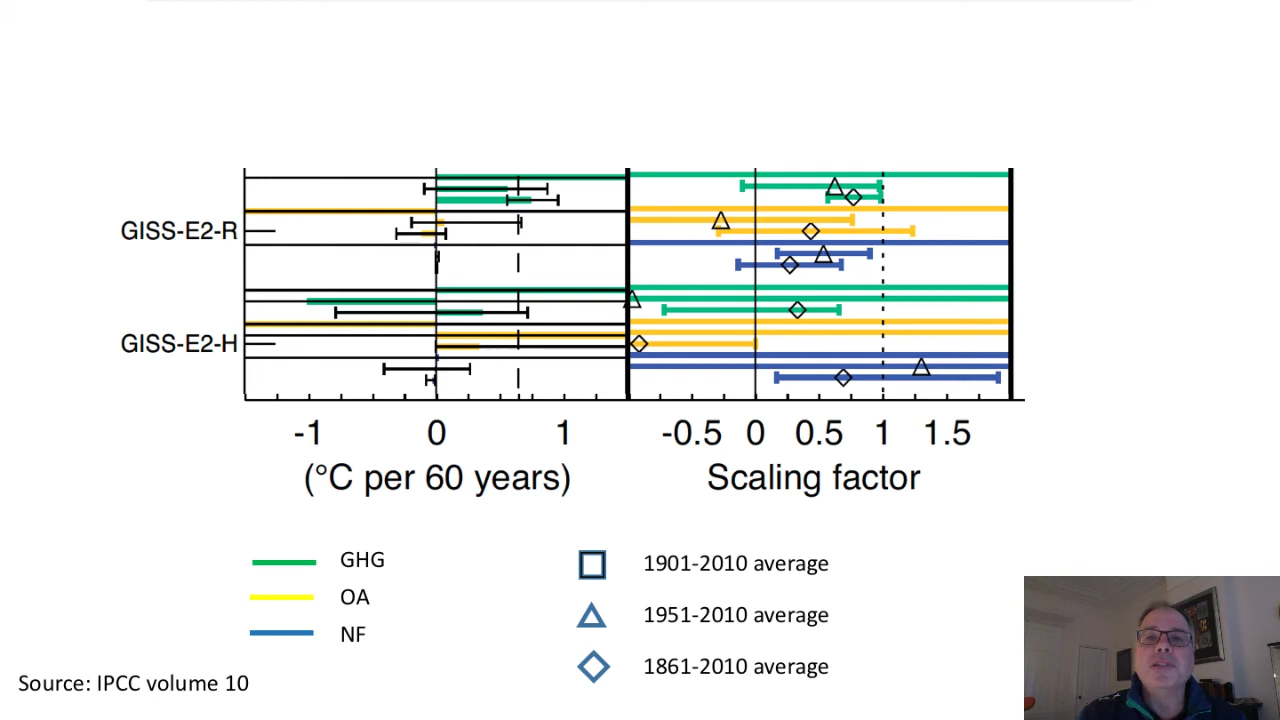 GISS-E2-R
GISS-E2-H
-1 0 1 -0.5 0 0.5 1 1.5
(°C per 60 years) Scaling factor
GHG
OA
NF
1901-2010 average
1951-2010 average
1861-2010 average
Source: IPCC volume 10